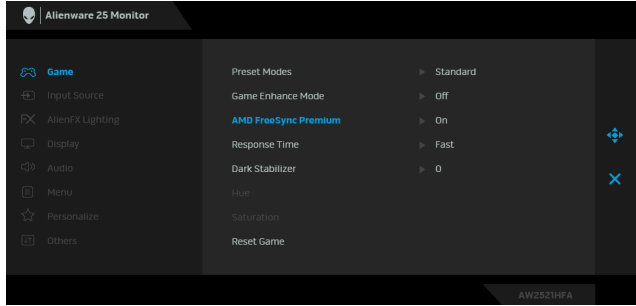 Alienware 25 Monitor
Game
Input Source
AlienFX Lighting
Display
Audio
Menu
Personalize
Others
Preset Modes Standard
Game Enhance Mode Off
AMD FreeSync Premium On
Response Time Fast
Dark Stabilizer 0
Hue
Saturation
Reset Game
AW2521HFA